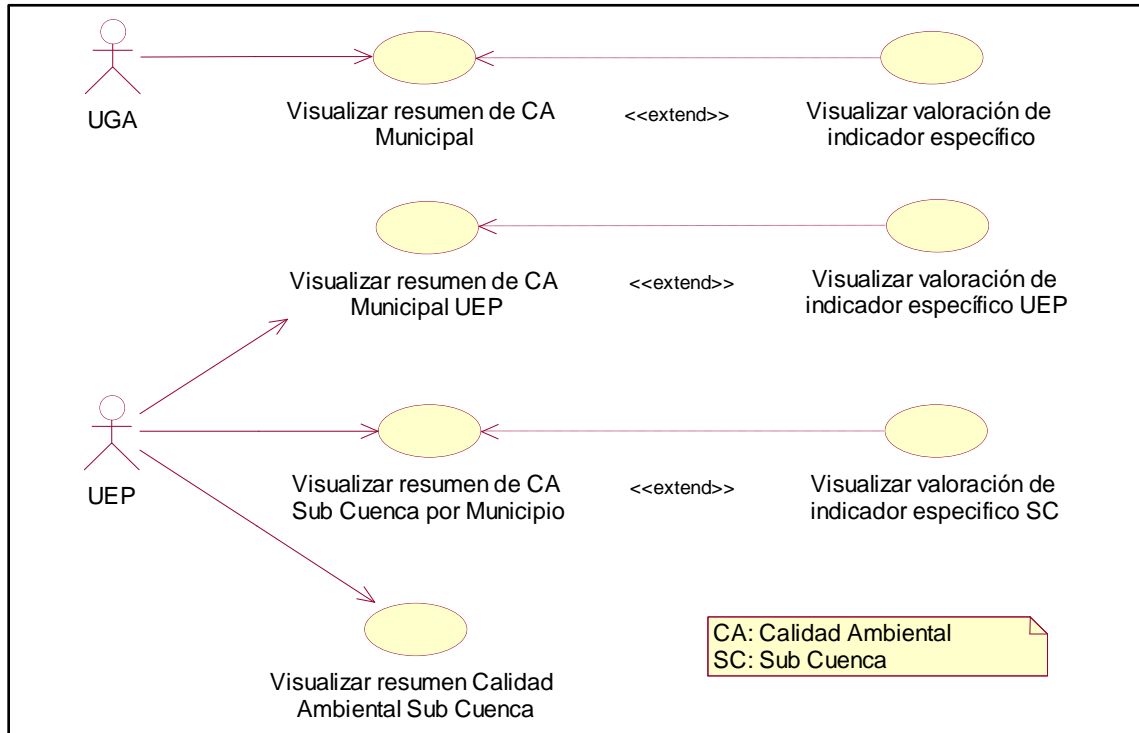 UGA
Visualizar resumen de CA
Municipal
<<extend>>
Visualizar valoración de
indicador específico
Visualizar resumen de CA
Municipal UEP
<<extend>>
Visualizar valoración de
indicador específico UEP
UEP
Visualizar resumen de CA
Sub Cuenca por Municipio
<<extend>>
Visualizar valoración de
indicador especifico SC
Visualizar resumen Calidad
Ambiental Sub Cuenca
CA: Calidad Ambiental
SC: Sub Cuenca